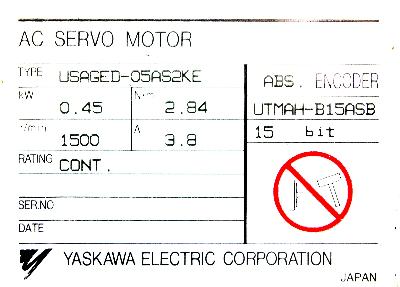 AC SERVO MOTOR
TYPE USAGED-05AS2KE
kW 0.45 N·m 2.84
r/min 1500 A 3.8
RATING CONT.
SER.NO
DATE
ABS. ENCODER
UTMAH-B15ASB
15 bit
YASKAWA ELECTRIC CORPORATION
JAPAN